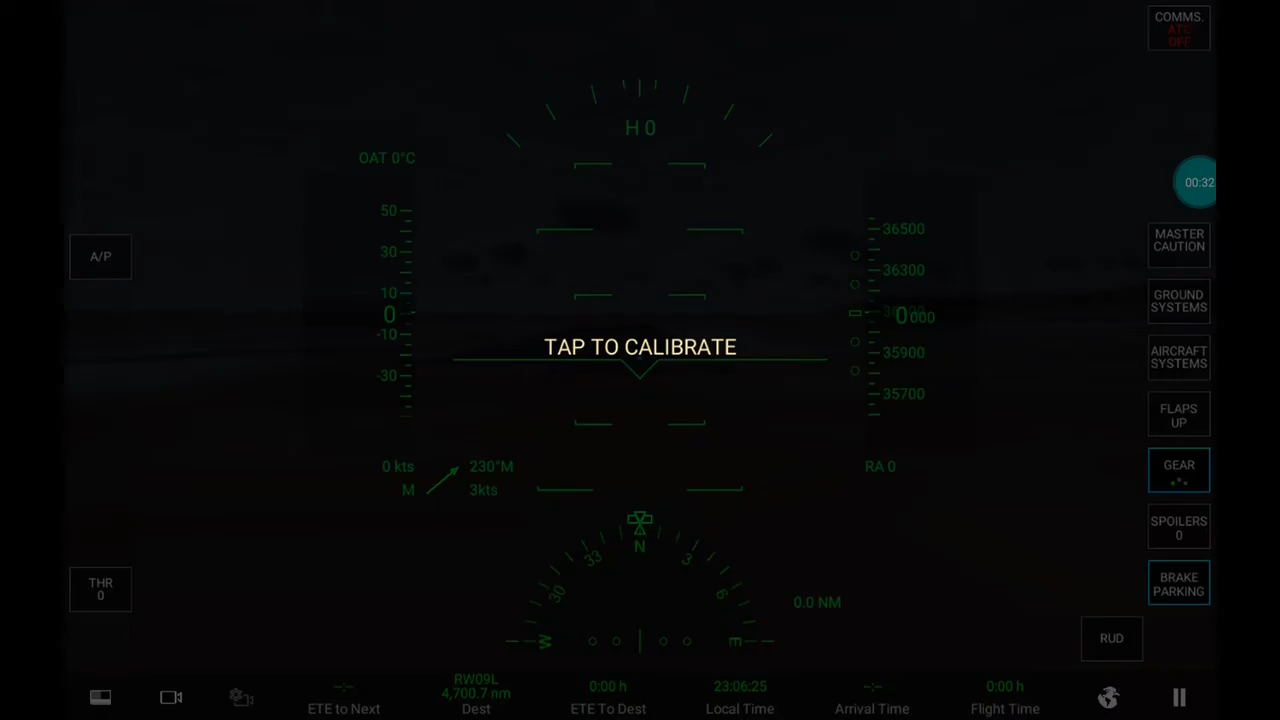 COMMS.
ATC
OFF
H 0
OAT 0°C
50
30
10
0
-10
-30
36500
36300
0 000
35900
35700
A/P
00:32
MASTER
CAUTION
GROUND
SYSTEMS
AIRCRAFT
SYSTEMS
FLAPS
UP
GEAR
SPOILERS
0
BRAKE
PARKING
TAP TO CALIBRATE
0 kts
M
230°M
3kts
RA 0
THR
0
N
33
3
30
6
W
E
0.0 NM
RUD
ETE to Next
RW09L
4,700.7 nm
Dest
0:00 h
ETE To Dest
23:06:25
Local Time
Arrival Time
0:00 h
Flight Time